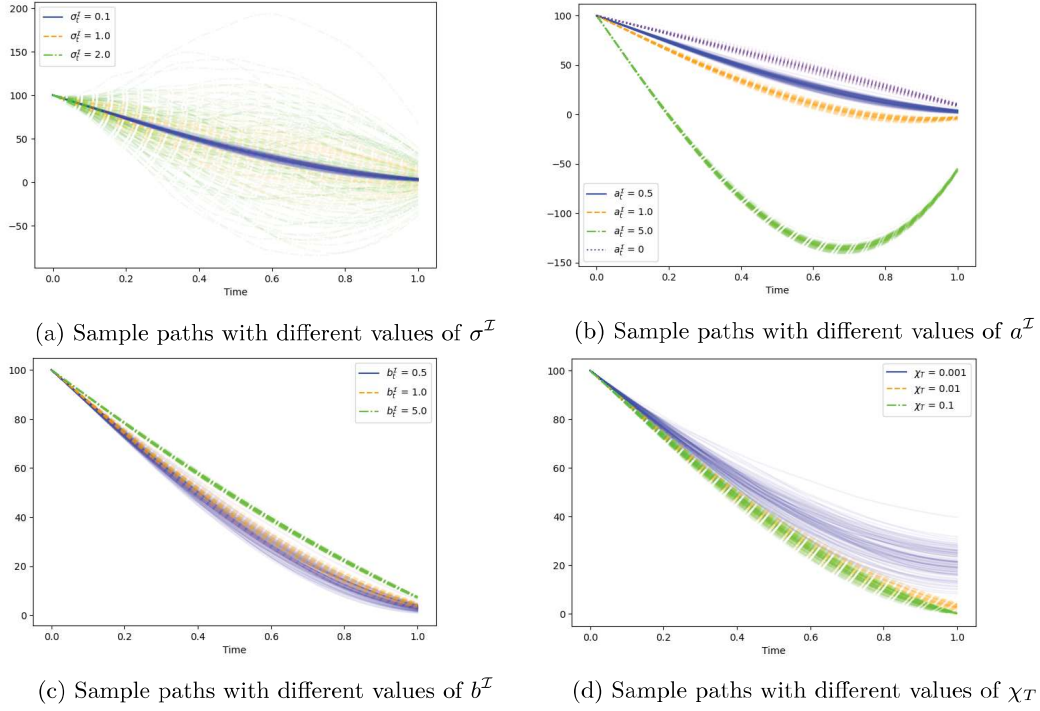 200
150
100
50
0
−50
σ_t^ℐ = 0.1
σ_t^ℐ = 1.0
σ_t^ℐ = 2.0
0.0 0.2 0.4 0.6 0.8 1.0
Time
(a) Sample paths with different values of σ^ℐ
100
50
0
−50
−100
−150
a_t^ℐ = 0.5
a_t^ℐ = 1.0
a_t^ℐ = 5.0
a_t^ℐ = 0
0.0 0.2 0.4 0.6 0.8 1.0
Time
(b) Sample paths with different values of a^ℐ
100
80
60
40
20
0
b_t^ℐ = 0.5
b_t^ℐ = 1.0
b_t^ℐ = 5.0
0.0 0.2 0.4 0.6 0.8 1.0
Time
(c) Sample paths with different values of b^ℐ
100
80
60
40
20
0
χ_T = 0.001
χ_T = 0.01
χ_T = 0.1
0.0 0.2 0.4 0.6 0.8 1.0
Time
(d) Sample paths with different values of χ_T